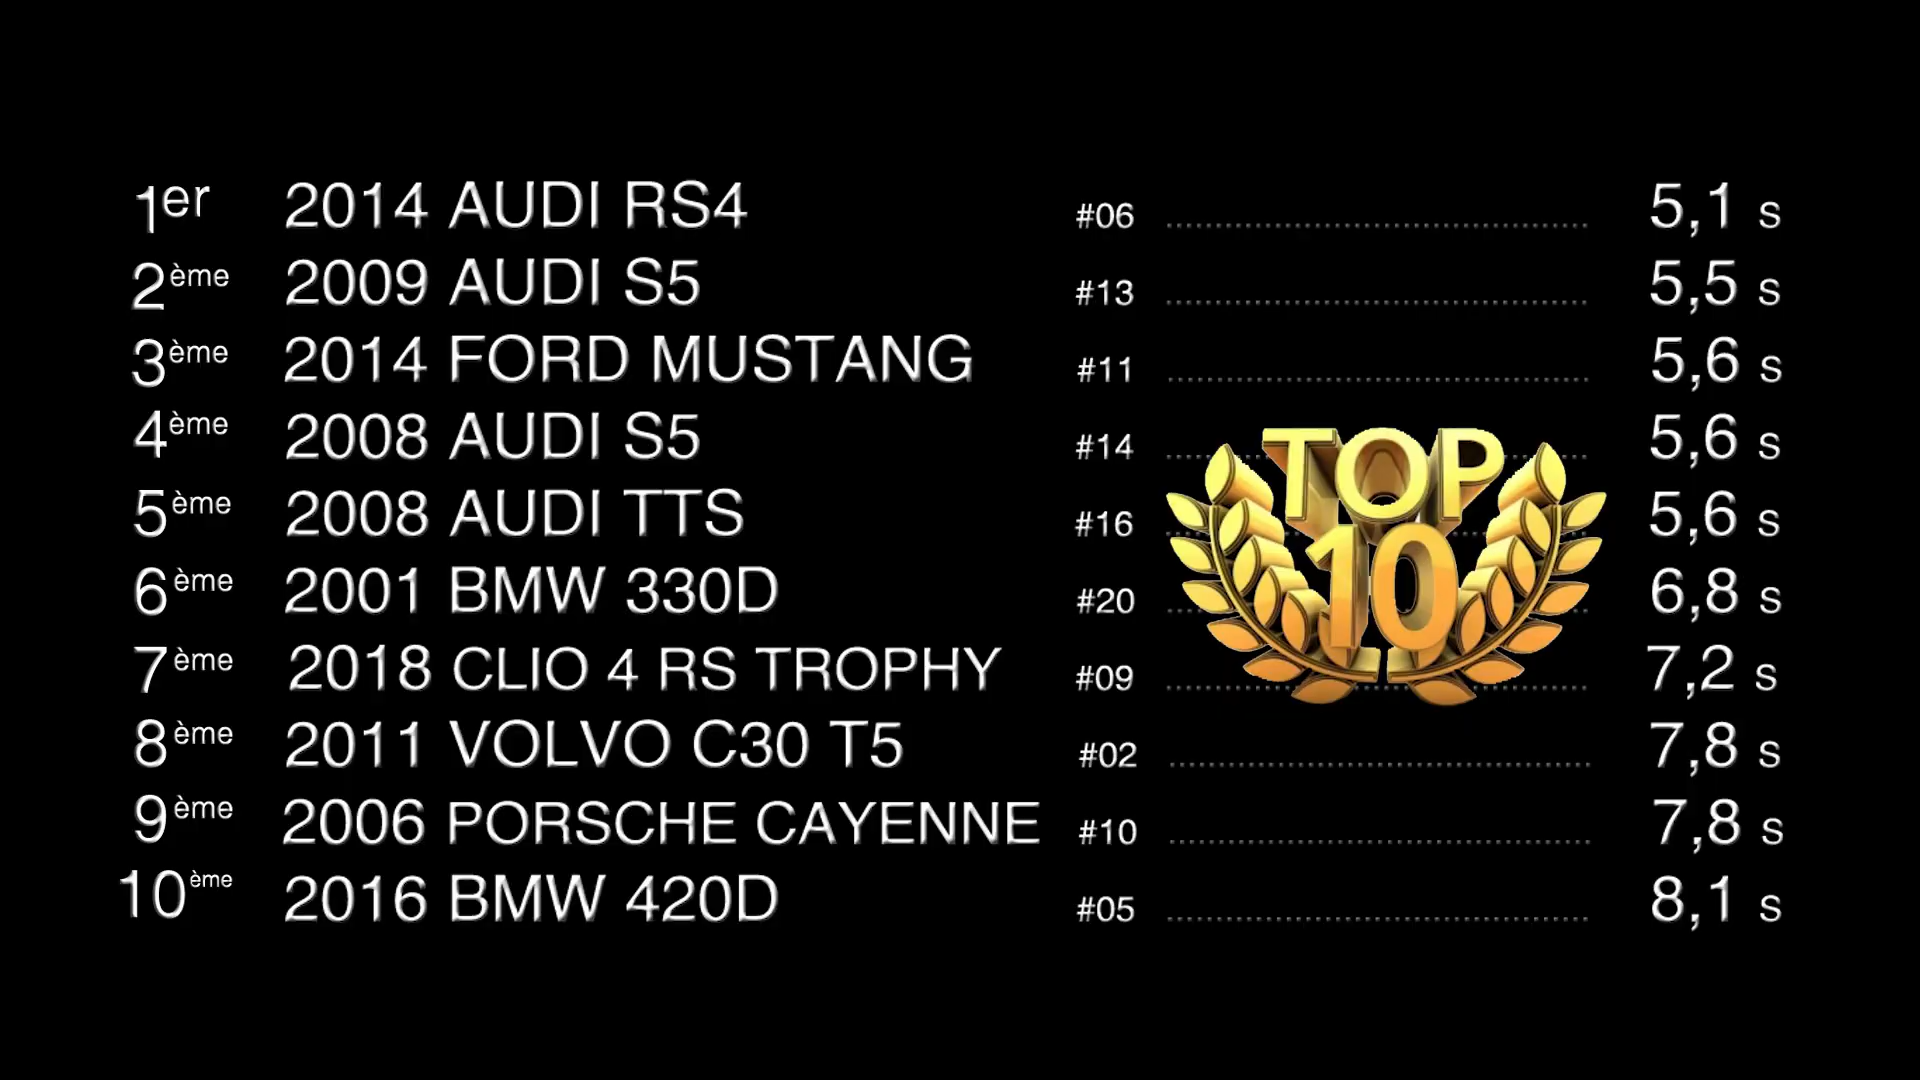 1er 2014 AUDI RS4 #06 5,1 s
2ème 2009 AUDI S5 #13 5,5 s
3ème 2014 FORD MUSTANG #11 5,6 s
4ème 2008 AUDI S5 #14 5,6 s
5ème 2008 AUDI TTS #16 5,6 s
6ème 2001 BMW 330D #20 6,8 s
7ème 2018 CLIO 4 RS TROPHY #09 7,2 s
8ème 2011 VOLVO C30 T5 #02 7,8 s
9ème 2006 PORSCHE CAYENNE #10 7,8 s
10ème 2016 BMW 420D #05 8,1 s
TOP
10